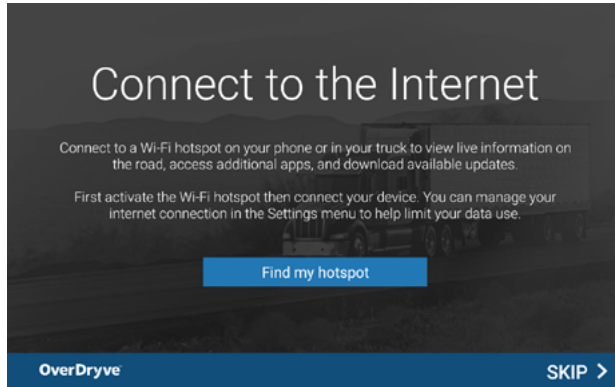 Connect to the Internet
Connect to a Wi-Fi hotspot on your phone or in your truck to view live information on
the road, access additional apps, and download available updates.
First activate the Wi-Fi hotspot then connect your device. You can manage your
internet connection in the Settings menu to help limit your data use.
Find my hotspot
OverDryve
SKIP >